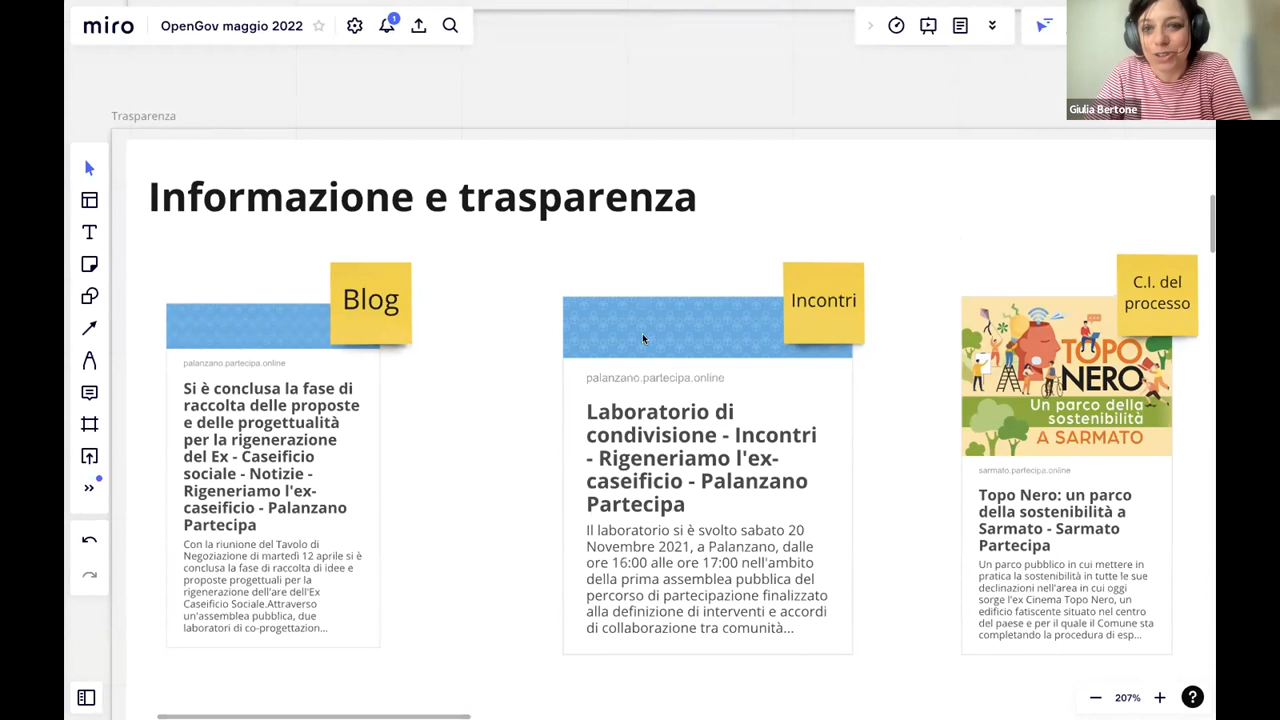 miro
OpenGov maggio 2022
1
Giulia Bertone
Trasparenza
Informazione e trasparenza
Blog
palanzano.partecipa.online
Si è conclusa la fase di
raccolta delle proposte
e delle progettualità
per la rigenerazione
del Ex - Caseificio
sociale - Notizie -
Rigeneriamo l'ex-
caseificio - Palanzano
Partecipa
Con la riunione del Tavolo di
Negoziazione di martedì 12 aprile si è
conclusa la fase di raccolta di idee e
proposte progettuali per la
rigenerazione dell'are dell'Ex
Caseificio Sociale.Attraverso
un'assemblea pubblica, due
laboratori di co-progettazion...
Incontri
palanzano.partecipa.online
Laboratorio di
condivisione - Incontri
- Rigeneriamo l'ex-
caseificio - Palanzano
Partecipa
Il laboratorio si è svolto sabato 20
Novembre 2021, a Palanzano, dalle
ore 16:00 alle ore 17:00 nell'ambito
della prima assemblea pubblica del
percorso di partecipazione finalizzato
alla definizione di interventi e accordi
di collaborazione tra comunità...
C.I. del
processo
TOPO
NERO
Un parco della
sostenibilità
A SARMATO
sarmato.partecipa.online
Topo Nero: un parco
della sostenibilità a
Sarmato - Sarmato
Partecipa
Un parco pubblico in cui mettere in
pratica la sostenibilità in tutte le sue
declinazioni nell'area in cui oggi
sorge l'ex Cinema Topo Nero, un
edificio fatiscente situato nel centro
del paese e per il quale il Comune sta
completando la procedura di esp...
207%